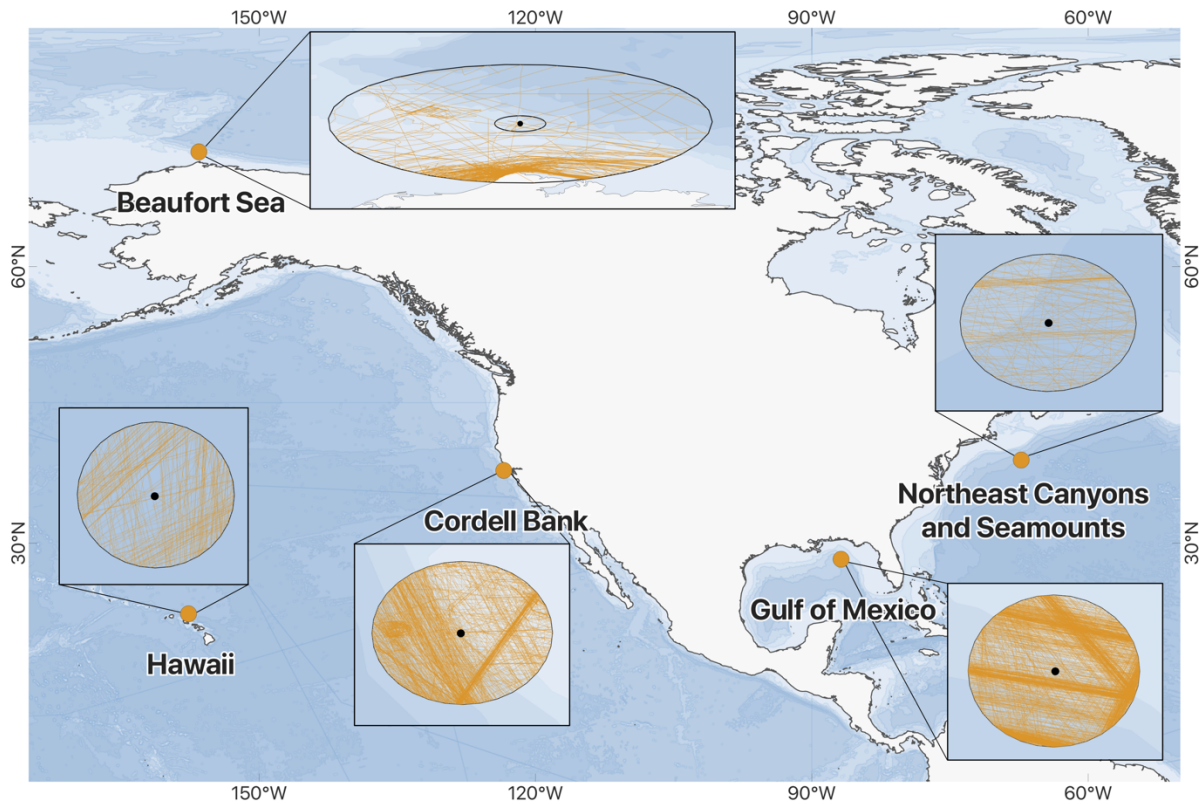 150°W
120°W
90°W
60°W
Beaufort Sea
60°N
60°N
Northeast Canyons
and Seamounts
Cordell Bank
30°N
30°N
Gulf of Mexico
Hawaii
150°W
120°W
90°W
60°W